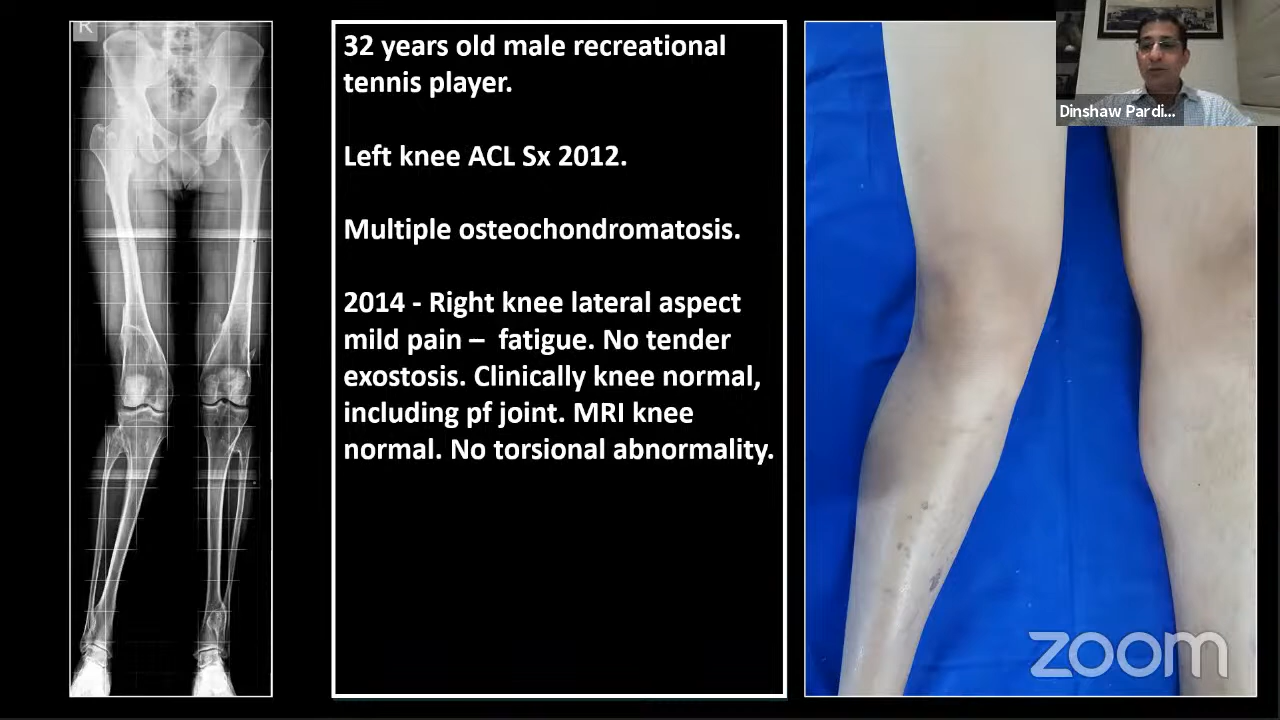 R
32 years old male recreational
tennis player.
Left knee ACL Sx 2012.
Multiple osteochondromatosis.
2014 - Right knee lateral aspect
mild pain – fatigue. No tender
exostosis. Clinically knee normal,
including pf joint. MRI knee
normal. No torsional abnormality.
Dinshaw Pardi...
zoom